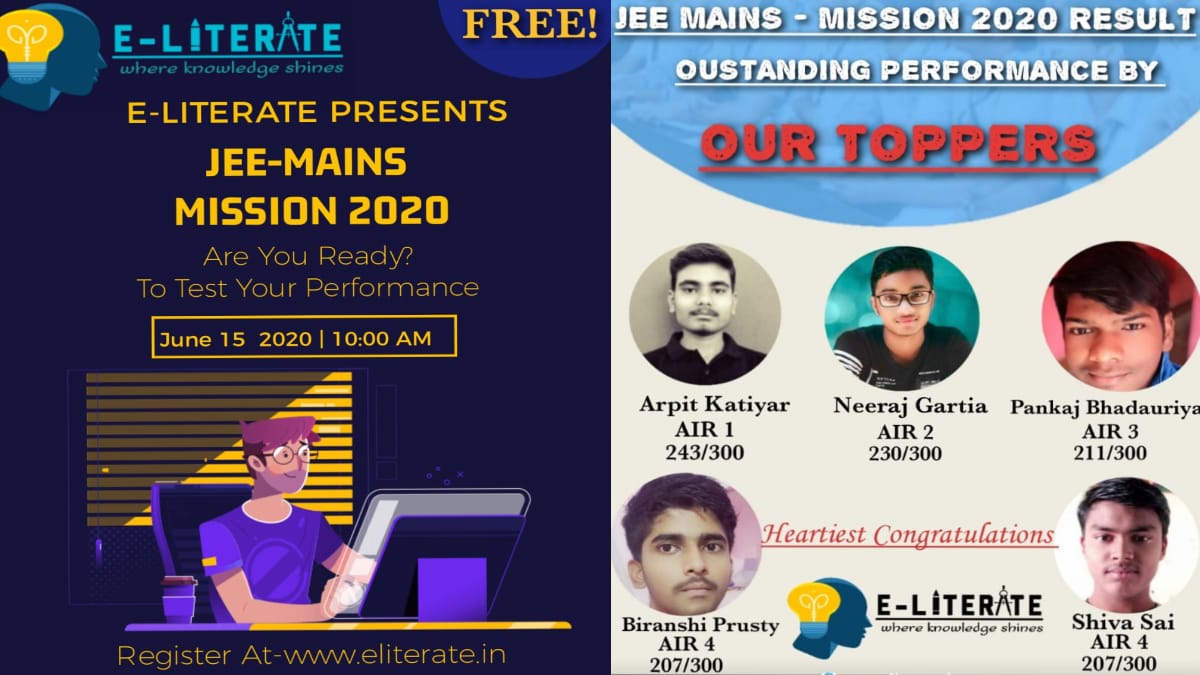 E-LITERATE
where knowledge shines
FREE!
E-LITERATE PRESENTS
JEE-MAINS
MISSION 2020
Are You Ready?
To Test Your Performance
June 15 2020 | 10:00 AM
Register At-www.eliterate.in
JEE MAINS - MISSION 2020 RESULT
OUSTANDING PERFORMANCE BY
OUR TOPPERS
Arpit Katiyar
AIR 1
243/300
Neeraj Gartia
AIR 2
230/300
Pankaj Bhadauriya
AIR 3
211/300
Heartiest Congratulations
Biranshi Prusty
AIR 4
207/300
E-LITERATE
where knowledge shines
Shiva Sai
AIR 4
207/300